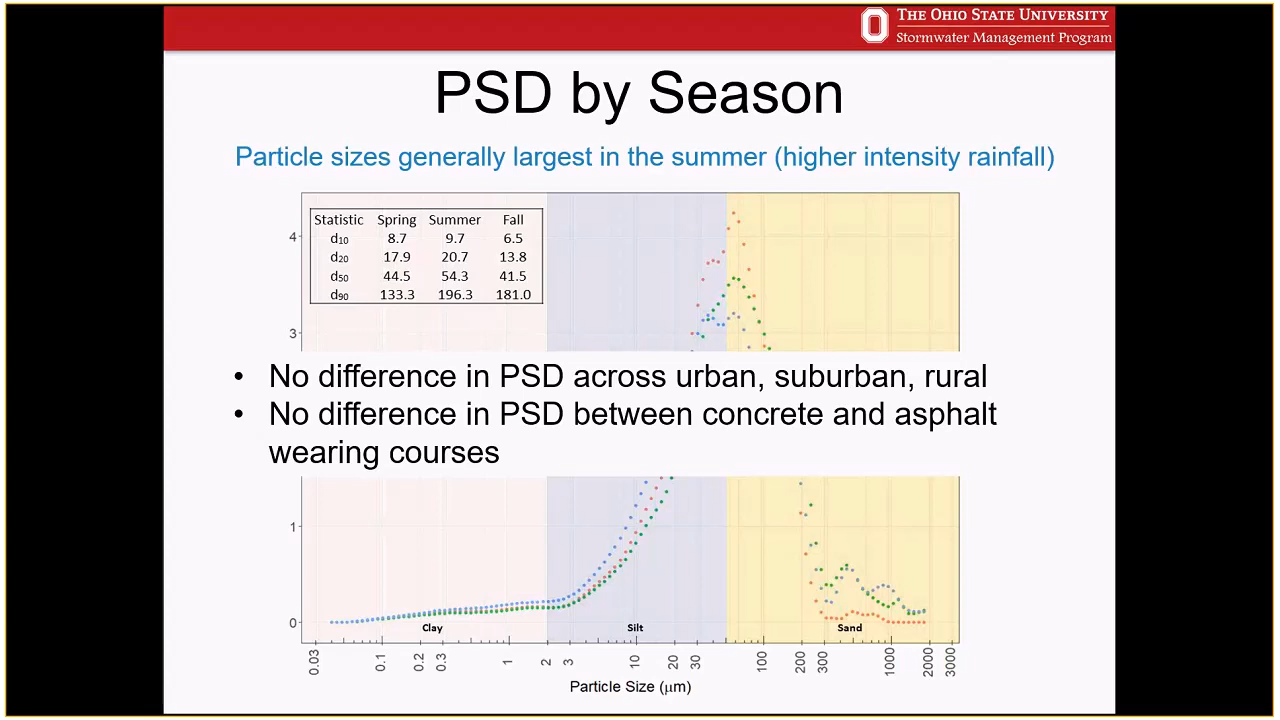 THE OHIO STATE UNIVERSITY
Stormwater Management Program
PSD by Season
Particle sizes generally largest in the summer (higher intensity rainfall)
Statistic Spring Summer Fall
d10 8.7 9.7 6.5
d20 17.9 20.7 13.8
d50 44.5 54.3 41.5
d90 133.3 196.3 181.0
4
3
• No difference in PSD across urban, suburban, rural
• No difference in PSD between concrete and asphalt
wearing courses
1
0
Clay Silt Sand
0.03 0.1 0.2 0.3 1 2 3 10 20 30 100 200 300 1000 2000 3000
Particle Size (μm)